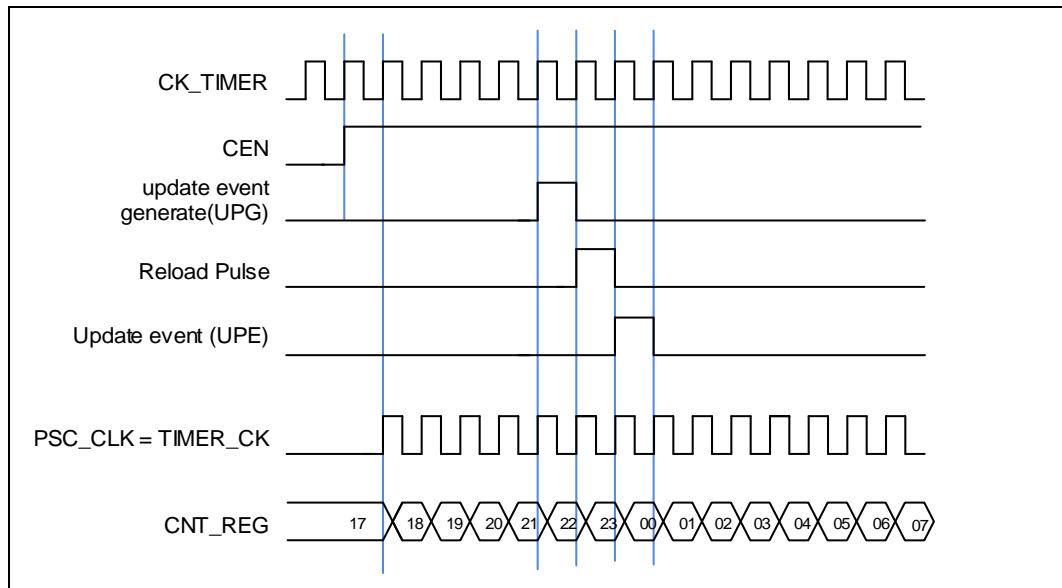 CK_TIMER
CEN
update event
generate(UPG)
Reload Pulse
Update event (UPE)
PSC_CLK = TIMER_CK
CNT_REG 17 18 19 20 21 22 23 00 01 02 03 04 05 06 07